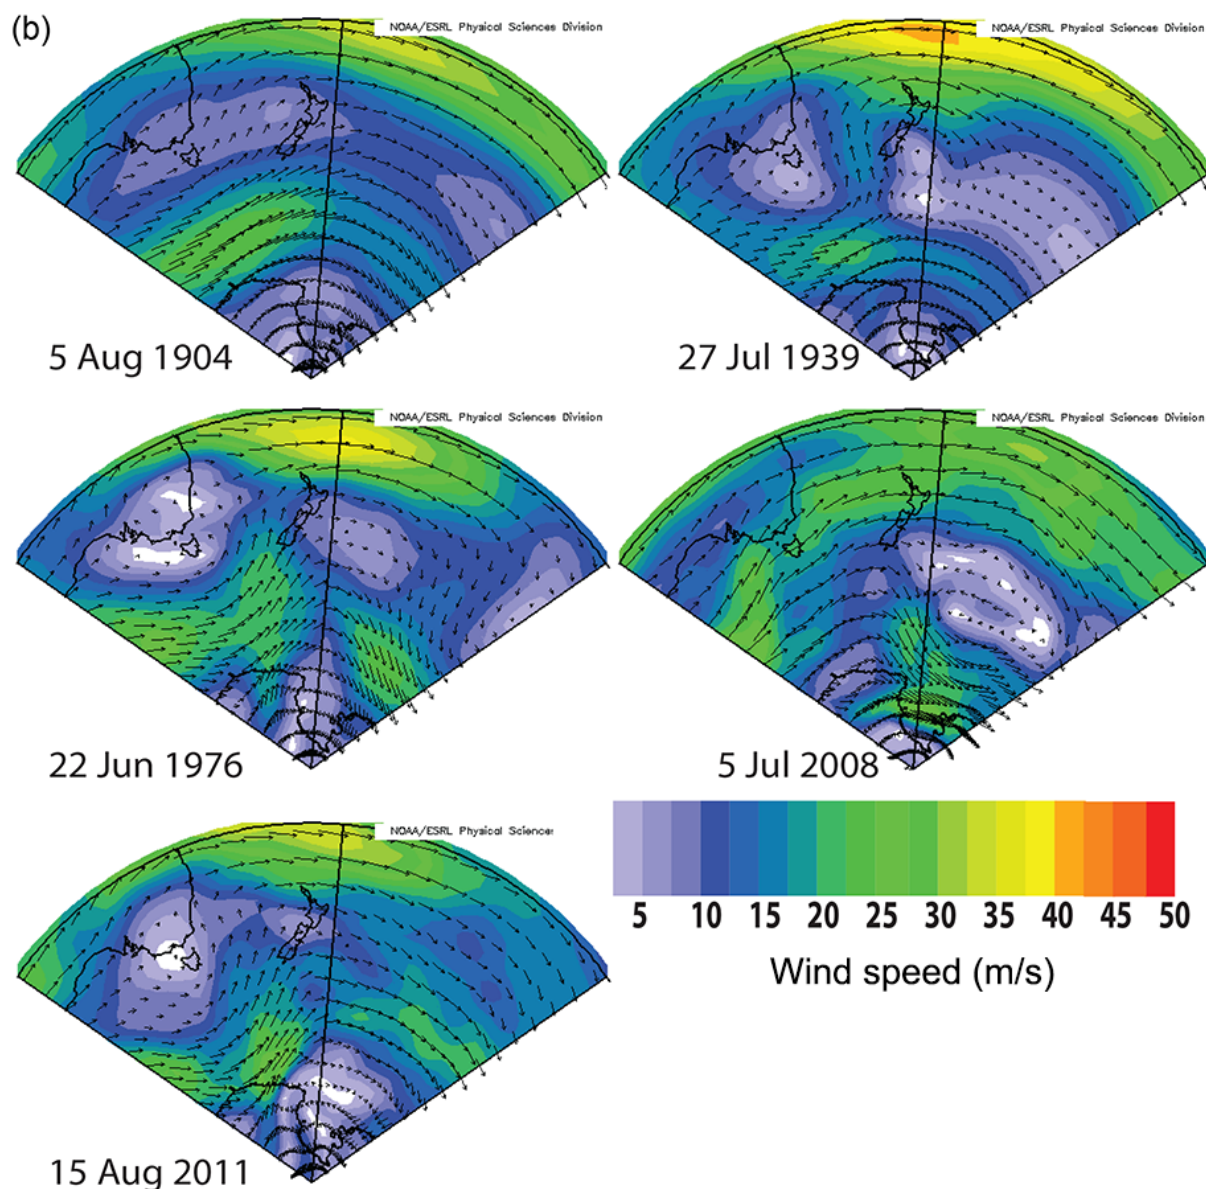 (b)
NOAA/ESRL Physical Sciences Division
NOAA/ESRL Physical Sciences Division
5 Aug 1904
27 Jul 1939
NOAA/ESRL Physical Sciences Division
NOAA/ESRL Physical Sciences Division
22 Jun 1976
5 Jul 2008
NOAA/ESRL Physical Sciences
5 10 15 20 25 30 35 40 45 50
Wind speed (m/s)
15 Aug 2011